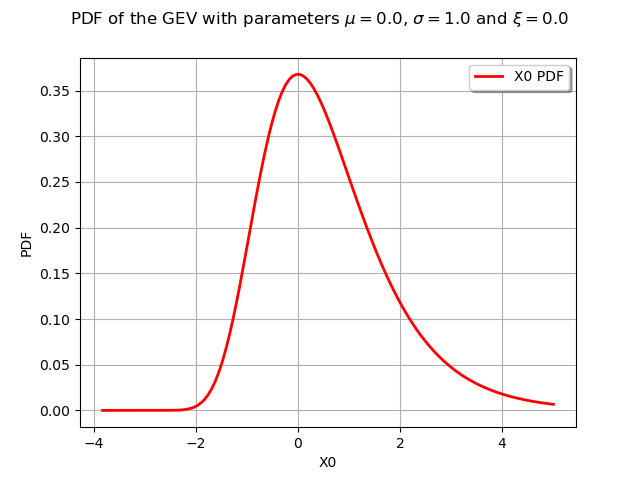 PDF of the GEV with parameters μ = 0.0, σ = 1.0 and ξ = 0.0
X0 PDF
0.35
0.30
0.25
0.20
0.15
0.10
0.05
0.00
PDF
−4 −2 0 2 4
X0